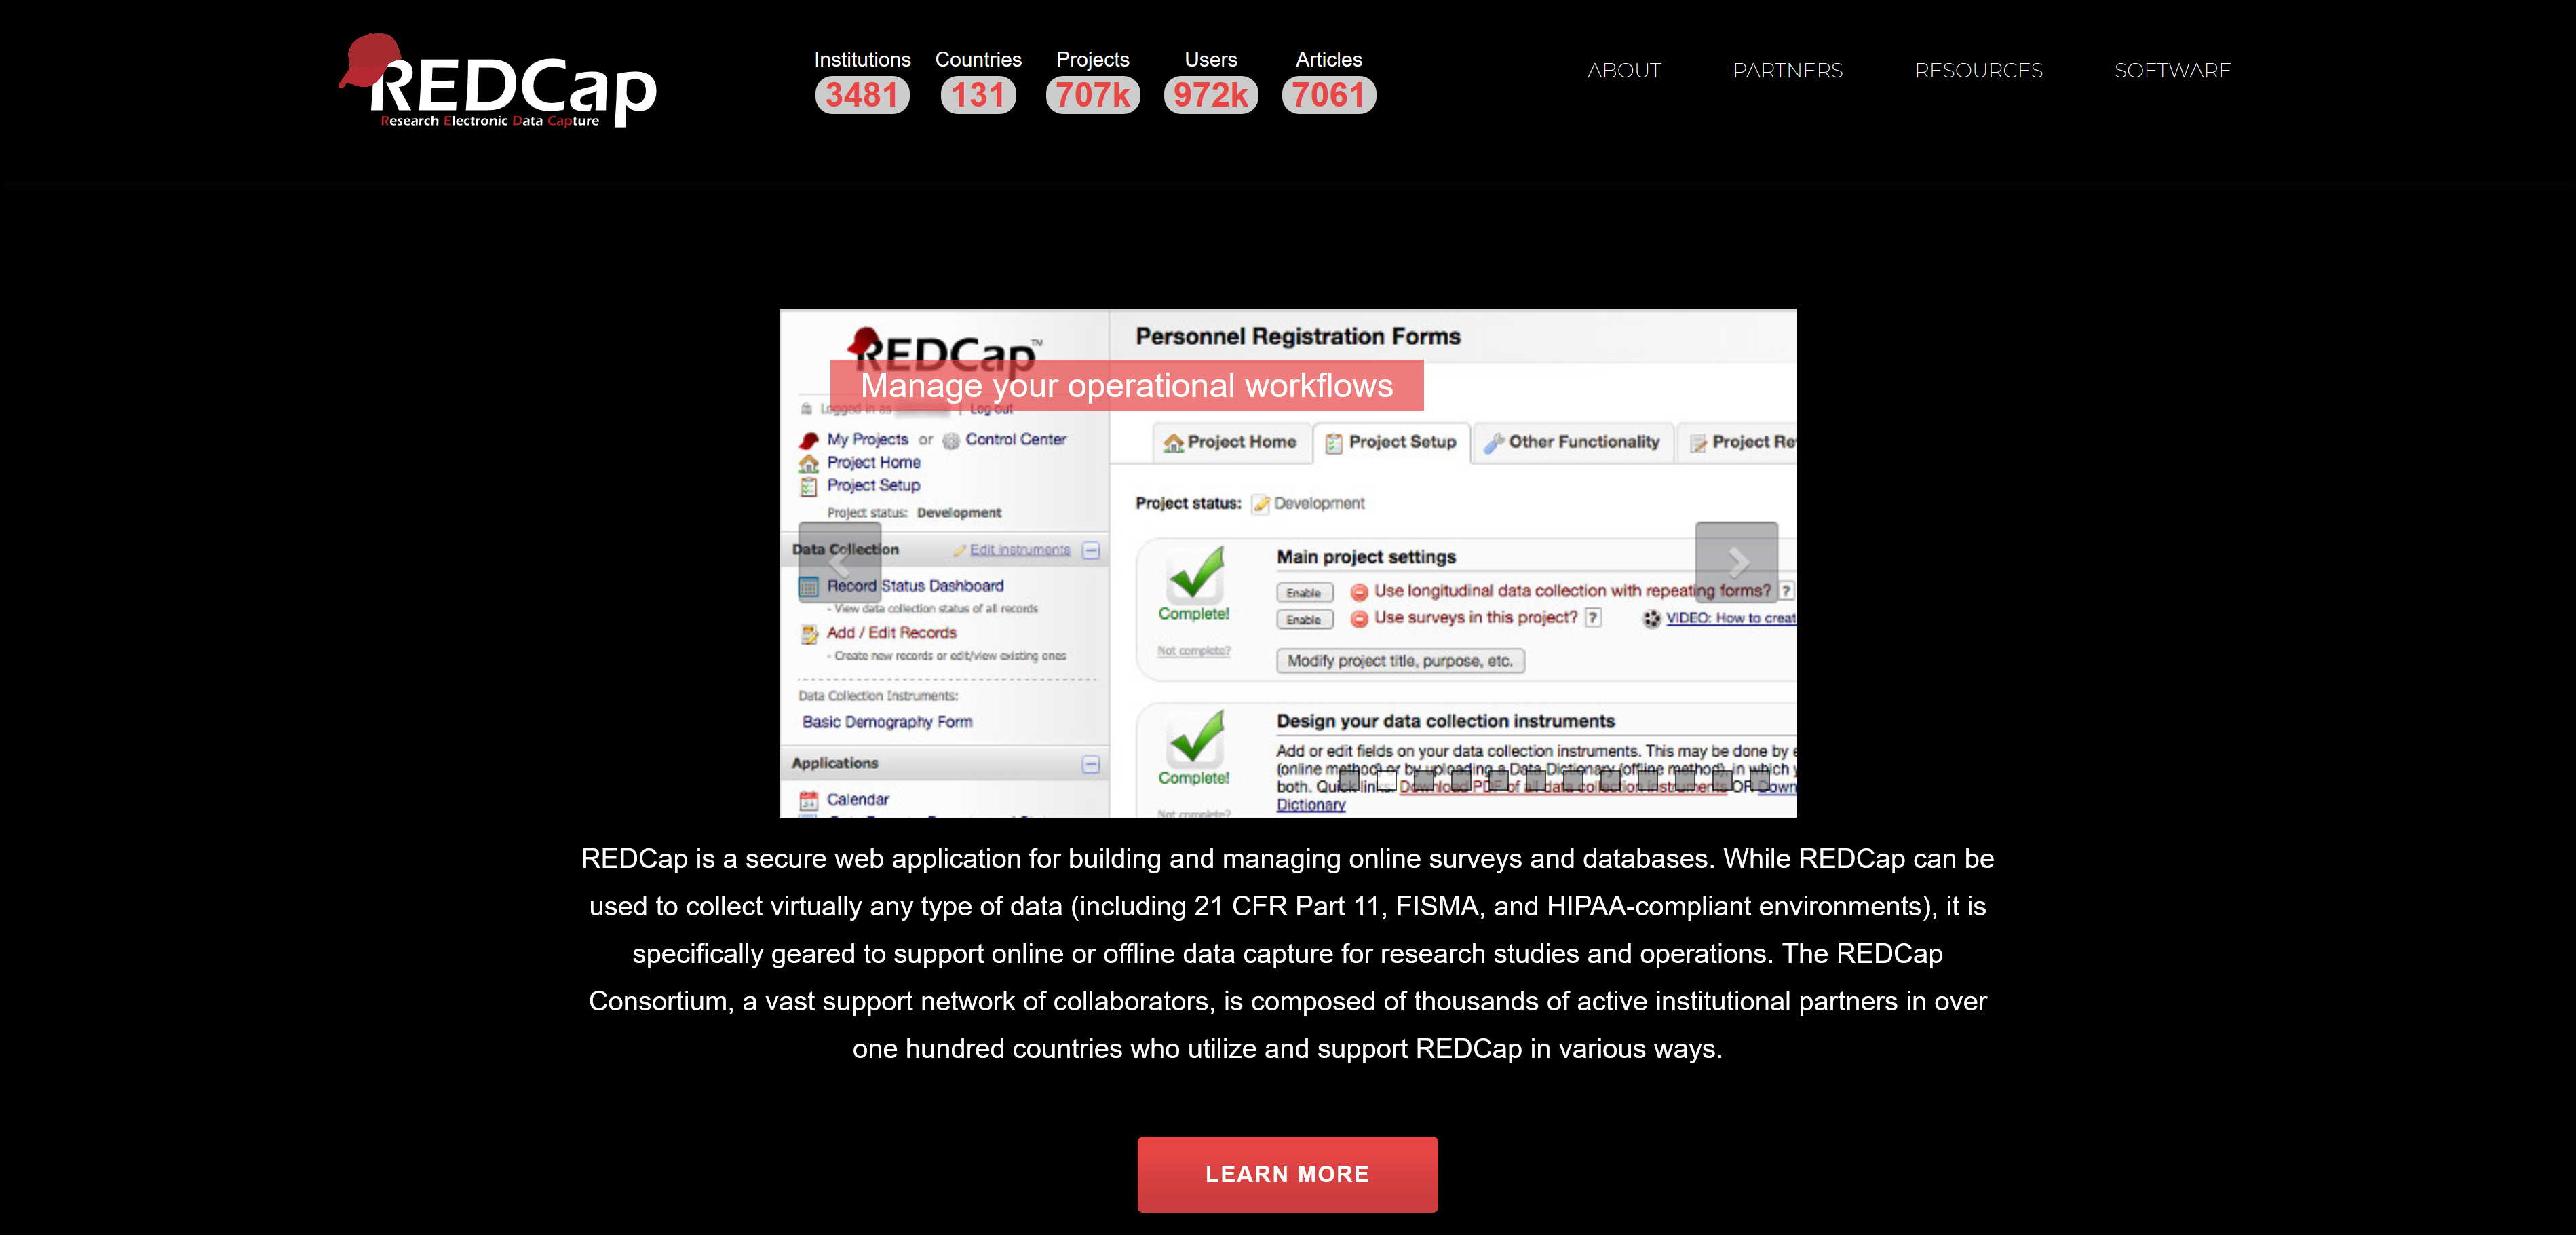 REDCap
Research Electronic Data Capture
Institutions Countries Projects Users Articles
3481 131 707k 972k 7061
ABOUT PARTNERS RESOURCES SOFTWARE
REDCap™
Manage your operational workflows
Logged in as | Log out
My Projects or Control Center
Project Home
Project Setup
Project status: Development
Data Collection Edit instruments
Record Status Dashboard
- View data collection status of all records
Add / Edit Records
- Create new records or edit/view existing ones
Data Collection Instruments:
Basic Demography Form
Applications
Calendar
Personnel Registration Forms
Project Home Project Setup Other Functionality Project Re
Project status: Development
Complete!
Not complete?
Main project settings
Enable Use longitudinal data collection with repeating forms? ?
Enable Use surveys in this project? ? VIDEO: How to creat
Modify project title, purpose, etc.
Complete!
Not complete?
Design your data collection instruments
Add or edit fields on your data collection instruments. This may be done by e
(online method) or by uploading a Data Dictionary (offline method), in which y
both. Quick links: Download PDF of all data collection instruments OR Down
Dictionary
REDCap is a secure web application for building and managing online surveys and databases. While REDCap can be
used to collect virtually any type of data (including 21 CFR Part 11, FISMA, and HIPAA-compliant environments), it is
specifically geared to support online or offline data capture for research studies and operations. The REDCap
Consortium, a vast support network of collaborators, is composed of thousands of active institutional partners in over
one hundred countries who utilize and support REDCap in various ways.
LEARN MORE